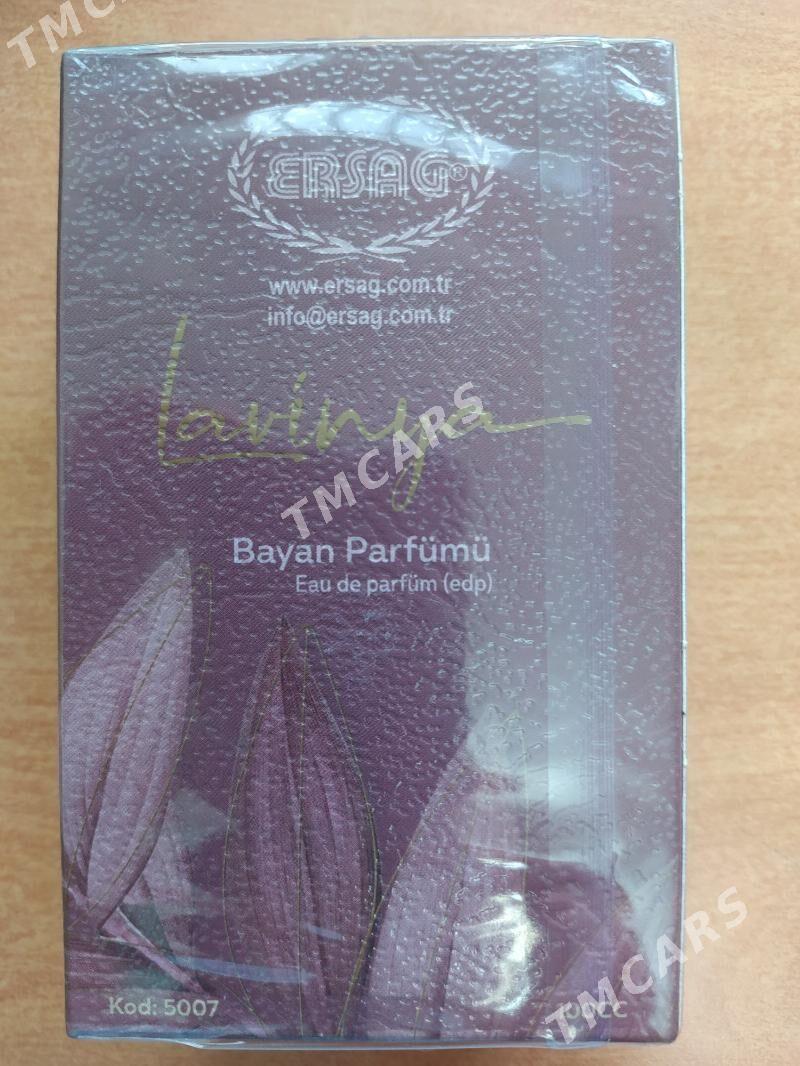 TMCARS
ERSAG®
www.ersag.com.tr
info@ersag.com.tr
Lavinya
TMCARS
Bayan Parfümü
Eau de parfüm (edp)
TMCARS
Kod: 5007